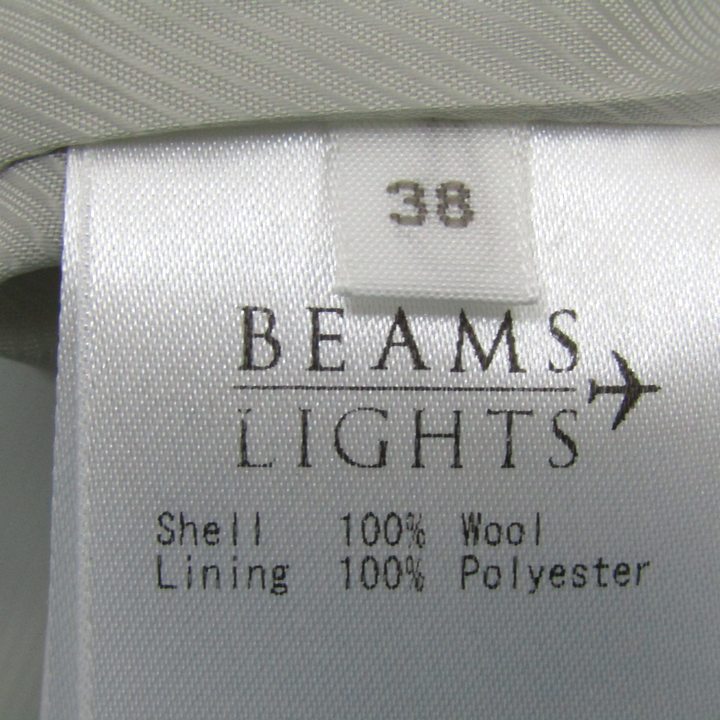 38
BEAMS
LIGHTS
Shell 100% Wool
Lining 100% Polyester